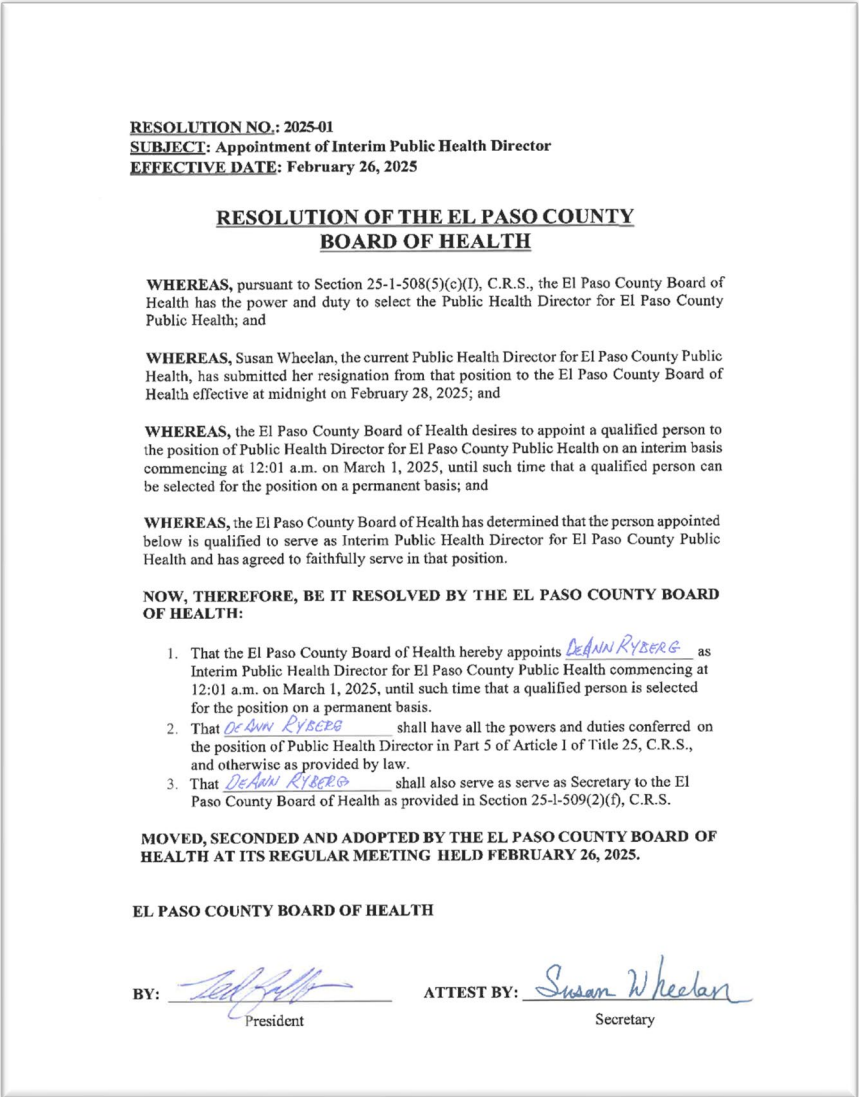 RESOLUTION NO.: 2025-01
SUBJECT: Appointment of Interim Public Health Director
EFFECTIVE DATE: February 26, 2025
RESOLUTION OF THE EL PASO COUNTY
BOARD OF HEALTH
WHEREAS, pursuant to Section 25-1-508(5)(c)(I), C.R.S., the El Paso County Board of
Health has the power and duty to select the Public Health Director for El Paso County
Public Health; and
WHEREAS, Susan Wheelan, the current Public Health Director for El Paso County Public
Health, has submitted her resignation from that position to the El Paso County Board of
Health effective at midnight on February 28, 2025; and
WHEREAS, the El Paso County Board of Health desires to appoint a qualified person to
the position of Public Health Director for El Paso County Public Health on an interim basis
commencing at 12:01 a.m. on March 1, 2025, until such time that a qualified person can
be selected for the position on a permanent basis; and
WHEREAS, the El Paso County Board of Health has determined that the person appointed
below is qualified to serve as Interim Public Health Director for El Paso County Public
Health and has agreed to faithfully serve in that position.
NOW, THEREFORE, BE IT RESOLVED BY THE EL PASO COUNTY BOARD
OF HEALTH:
1. That the El Paso County Board of Health hereby appoints DeAnn Ryberg as
Interim Public Health Director for El Paso County Public Health commencing at
12:01 a.m. on March 1, 2025, until such time that a qualified person is selected
for the position on a permanent basis.
2. That DeAnn Ryberg shall have all the powers and duties conferred on
the position of Public Health Director in Part 5 of Article 1 of Title 25, C.R.S.,
and otherwise as provided by law.
3. That DeAnn Ryberg shall also serve as serve as Secretary to the El
Paso County Board of Health as provided in Section 25-1-509(2)(f), C.R.S.
MOVED, SECONDED AND ADOPTED BY THE EL PASO COUNTY BOARD OF
HEALTH AT ITS REGULAR MEETING HELD FEBRUARY 26, 2025.
EL PASO COUNTY BOARD OF HEALTH
BY: Ted ATTEST BY: Susan Wheelan
President Secretary